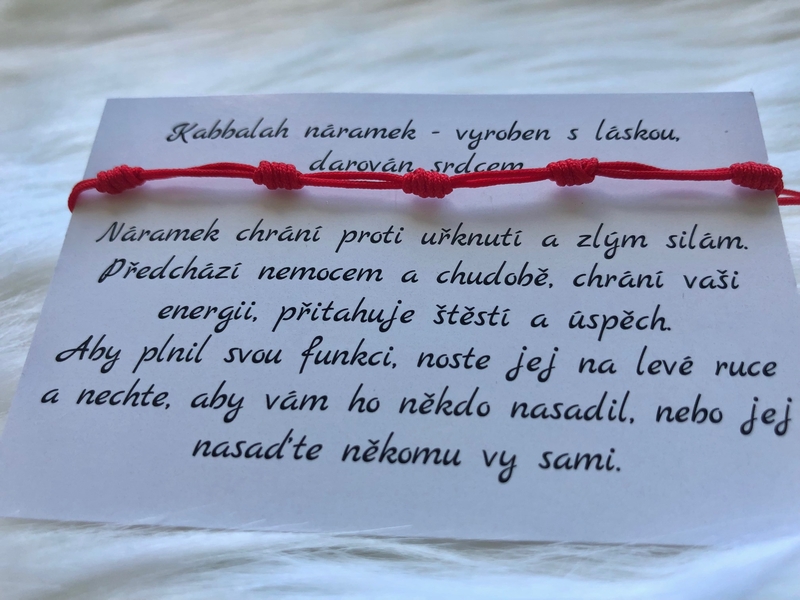 Kabbalah náramek - vyroben s láskou,
darován srdcem
Náramek chrání proti uřknutí a zlým silám.
Předchází nemocem a chudobě, chrání vaši
energii, přitahuje štěstí a úspěch.
Aby plnil svou funkci, noste jej na levé ruce
a nechte, aby vám ho někdo nasadil, nebo jej
nasaďte někomu vy sami.